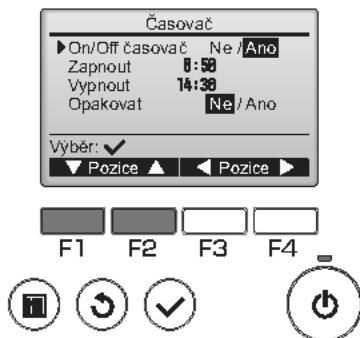 Časovač
▶On/Off časovač Ne / Ano
Zapnout 8:50
Vypnout 14:30
Opakovat Ne / Ano
Výběr: ✔
▼ Pozice ▲ ◀ Pozice ▶
F1 F2 F3 F4